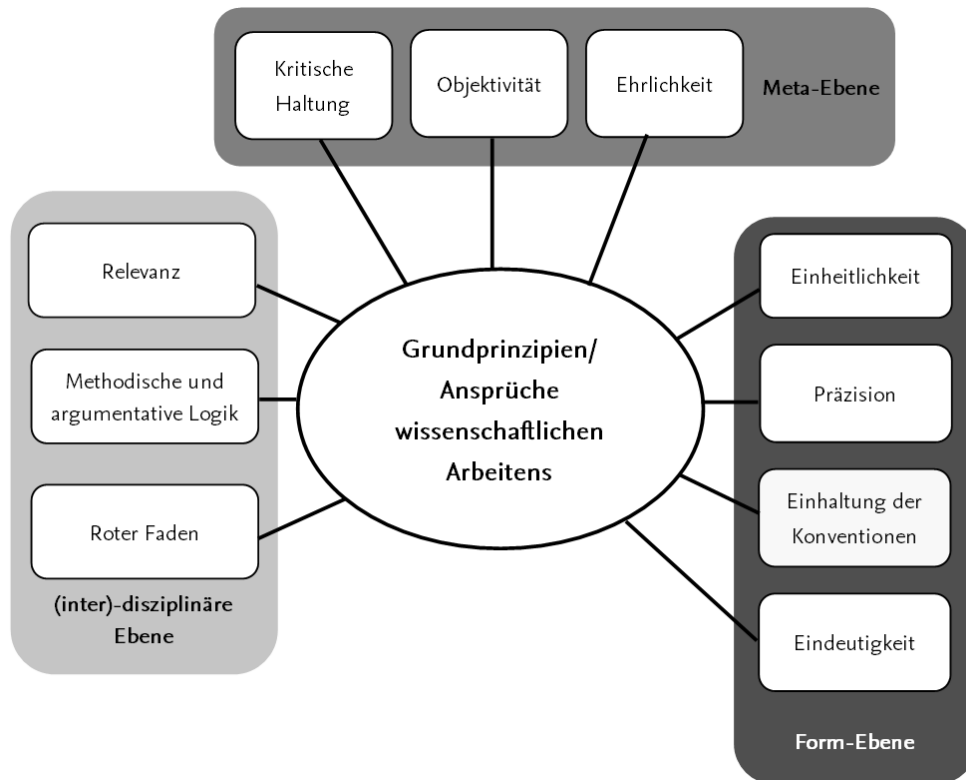 Kritische
Haltung
Objektivität
Ehrlichkeit
Meta-Ebene
Relevanz
Methodische und
argumentative Logik
Roter Faden
(inter)-disziplinäre
Ebene
Grundprinzipien/
Ansprüche
wissenschaftlichen
Arbeitens
Einheitlichkeit
Präzision
Einhaltung der
Konventionen
Eindeutigkeit
Form-Ebene